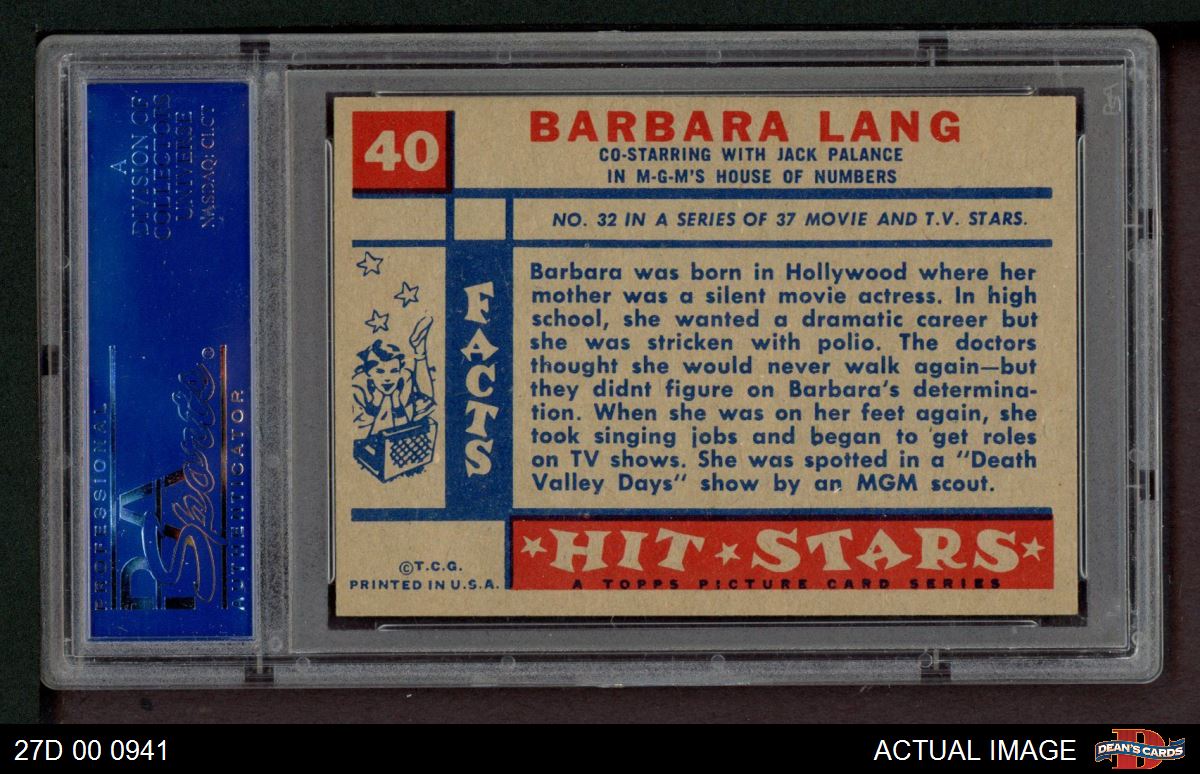 A
DIVISION OF
COLLECTORS
UNIVERSE
NASDAQ: CLCT
PROFESSIONAL
PSA
Sports
AUTHENTICATOR
40
BARBARA LANG
CO-STARRING WITH JACK PALANCE
IN M-G-M'S HOUSE OF NUMBERS
NO. 32 IN A SERIES OF 37 MOVIE AND T.V. STARS.
FACTS
Barbara was born in Hollywood where her
mother was a silent movie actress. In high
school, she wanted a dramatic career but
she was stricken with polio. The doctors
thought she would never walk again—but
they didnt figure on Barbara's determina-
tion. When she was on her feet again, she
took singing jobs and began to get roles
on TV shows. She was spotted in a "Death
Valley Days" show by an MGM scout.
©T.C.G.
PRINTED IN U.S.A.
HIT STARS
A TOPPS PICTURE CARD SERIES
27D 00 0941
ACTUAL IMAGE
DEAN'S CARDS